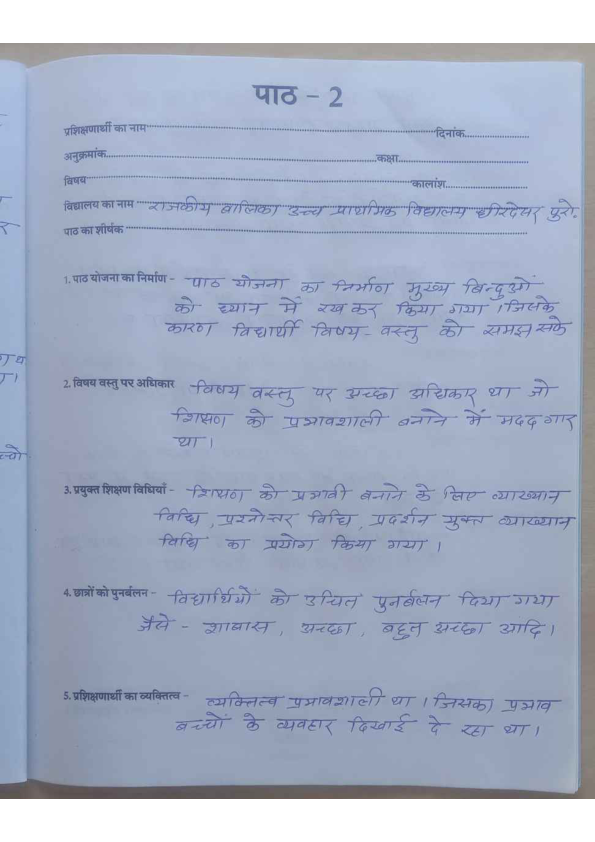 पाठ - 2
प्रशिक्षणार्थी का नाम दिनांक
अनुक्रमांक कक्षा
विषय कालांश
विद्यालय का नाम राजकीय बालिका उच्च प्राथमिक विद्यालय पुरो.
पाठ का शीर्षक
1. पाठ योजना का निर्माण - पाठ योजना का निर्माण मुख्य बिन्दुओं
को ध्यान में रख कर किया गया । जिसके
कारण विद्यार्थी विषय - वस्तु को समझ सके
2. विषय वस्तु पर अधिकार विषय वस्तु पर अच्छा अधिकार था जो
शिक्षण को प्रभावशाली बनाने में मददगार
था ।
3. प्रयुक्त शिक्षण विधियाँ - शिक्षण को प्रभावी बनाने के लिए व्याख्यान
विधि, प्रश्नोत्तर विधि, प्रदर्शन युक्त व्याख्यान
विधि का प्रयोग किया गया ।
4. छात्रों को पुनर्बलन - विद्यार्थियों को उचित पुनर्बलन दिया गया
जैसे - शाबास, अच्छा, बहुत अच्छा आदि ।
5. प्रशिक्षणार्थी का व्यक्तित्व - व्यक्तित्व प्रभावशाली था । जिसका प्रभाव
बच्चों के व्यवहार दिखाई दे रहा था ।